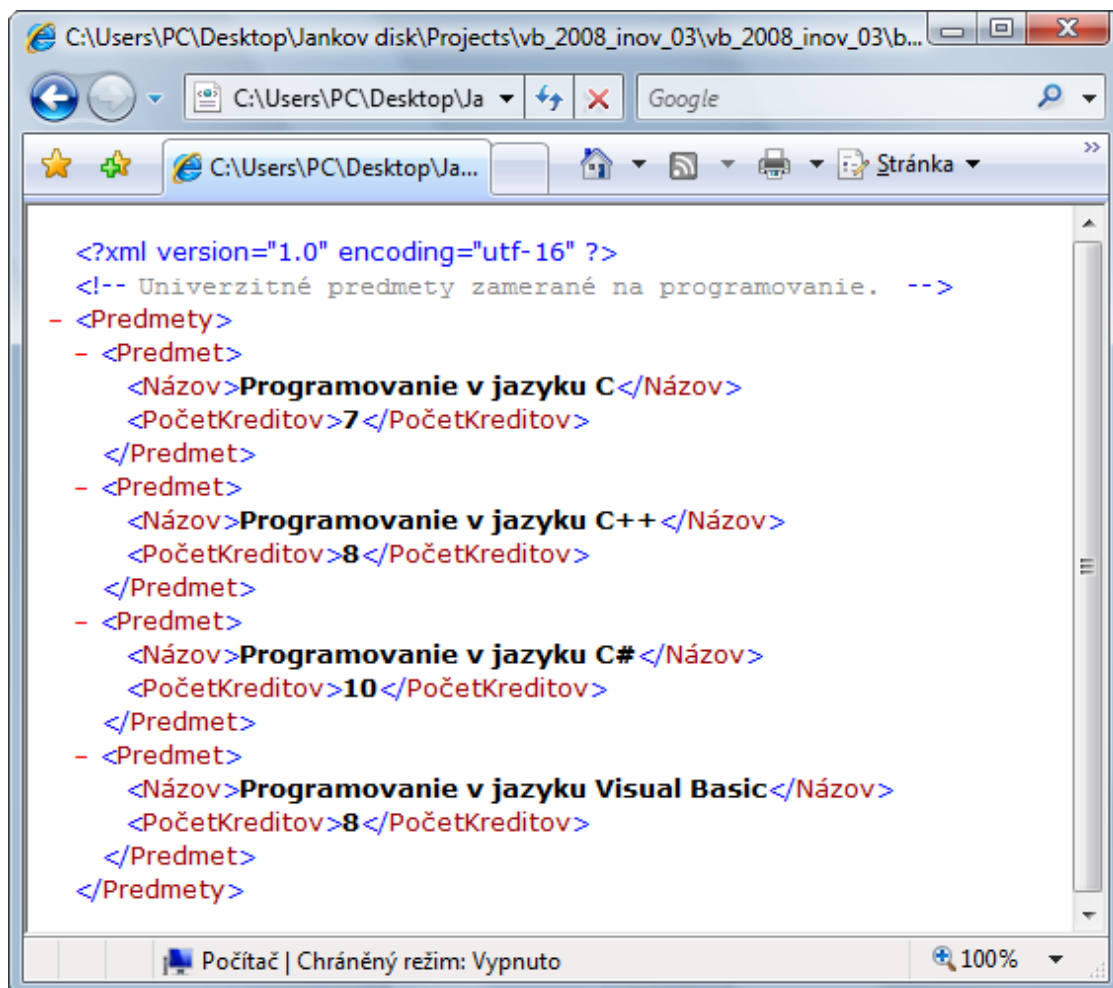 C:\Users\PC\Desktop\Jankov disk\Projects\vb_2008_inov_03\vb_2008_inov_03\b...
C:\Users\PC\Desktop\Ja
Google
C:\Users\PC\Desktop\Ja...
Stránka
<?xml version="1.0" encoding="utf-16" ?>
<!-- Univerzitné predmety zamerané na programovanie. -->
– <Predmety>
– <Predmet>
<Názov>Programovanie v jazyku C</Názov>
<PočetKreditov>7</PočetKreditov>
</Predmet>
– <Predmet>
<Názov>Programovanie v jazyku C++</Názov>
<PočetKreditov>8</PočetKreditov>
</Predmet>
– <Predmet>
<Názov>Programovanie v jazyku C#</Názov>
<PočetKreditov>10</PočetKreditov>
</Predmet>
– <Predmet>
<Názov>Programovanie v jazyku Visual Basic</Názov>
<PočetKreditov>8</PočetKreditov>
</Predmet>
</Predmety>
Počítač | Chráněný režim: Vypnuto
100%